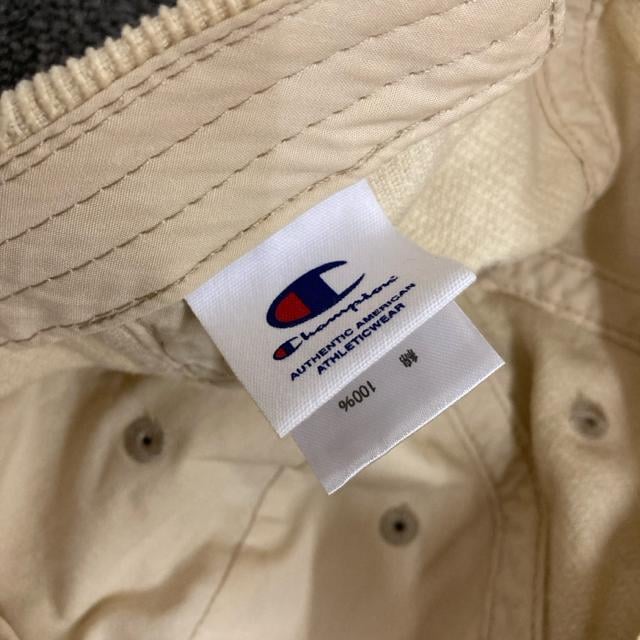 Champion
AUTHENTIC AMERICAN
ATHLETICWEAR
綿 100%